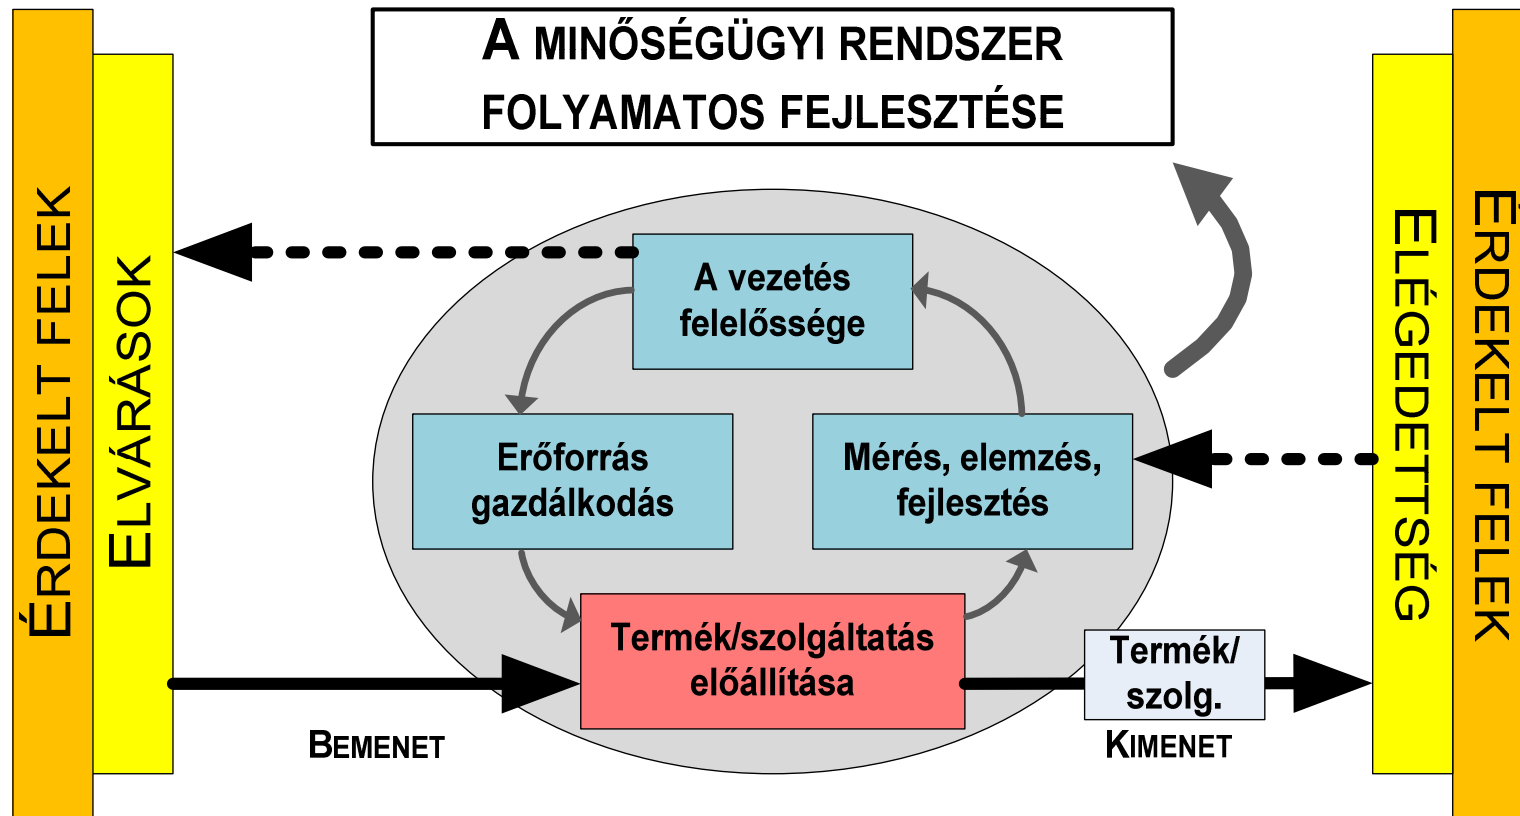 A MINŐSÉGÜGYI RENDSZER
FOLYAMATOS FEJLESZTÉSE
ÉRDEKELT FELEK
ELVÁRÁSOK
A vezetés
felelőssége
Erőforrás
gazdálkodás
Mérés, elemzés,
fejlesztés
Termék/szolgáltatás
előállítása
Termék/
szolg.
BEMENET
KIMENET
ELÉGEDETTSÉG
ÉRDEKELT FELEK